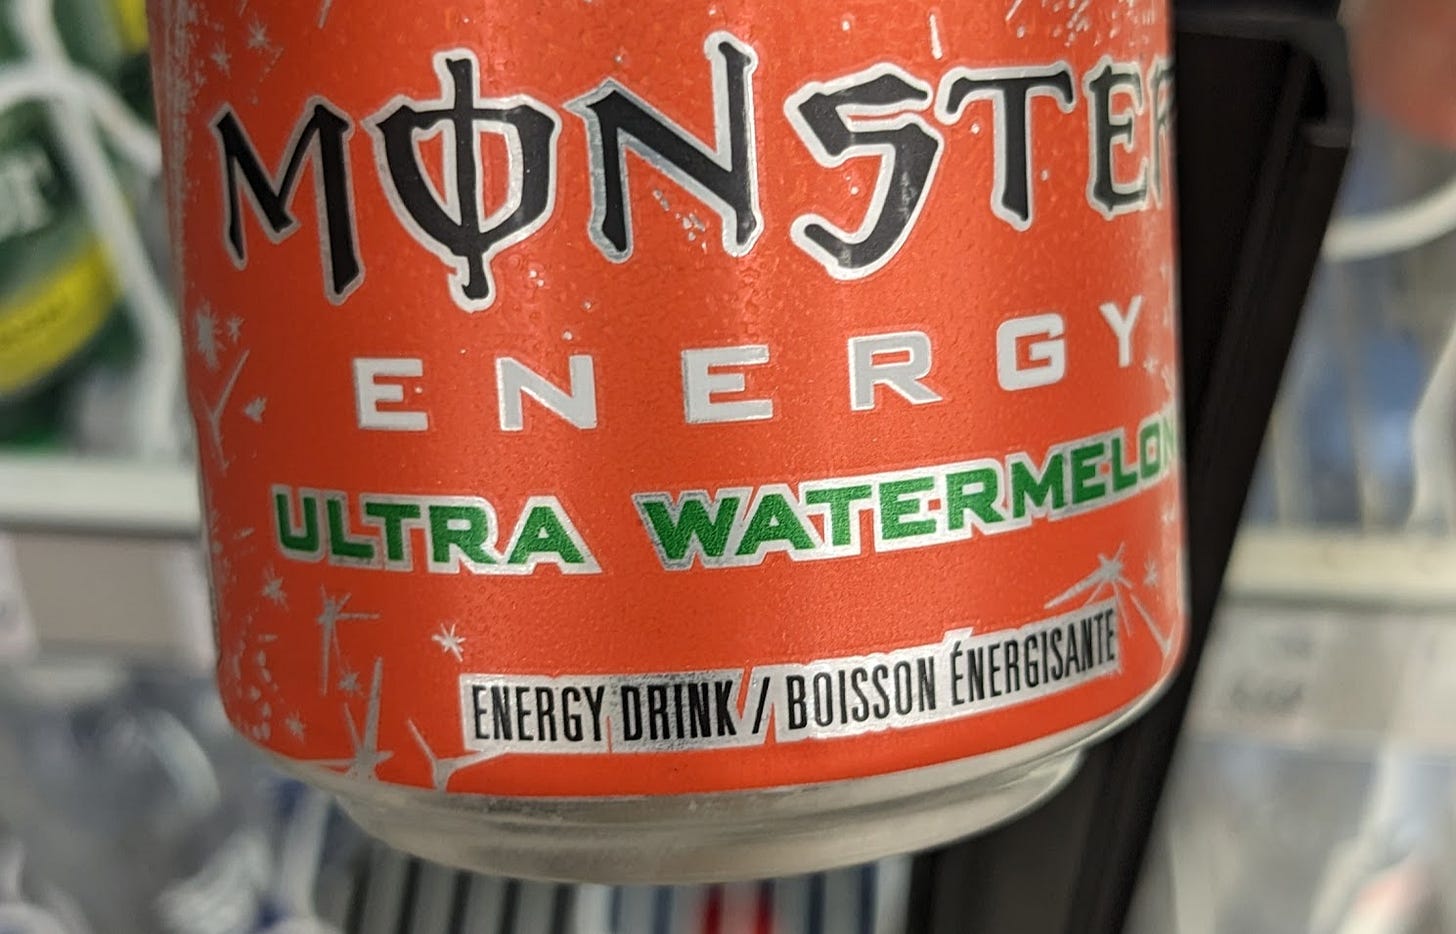 MONSTER
ENERGY
ULTRA WATERMELON
ENERGY DRINK / BOISSON ÉNERGISANTE